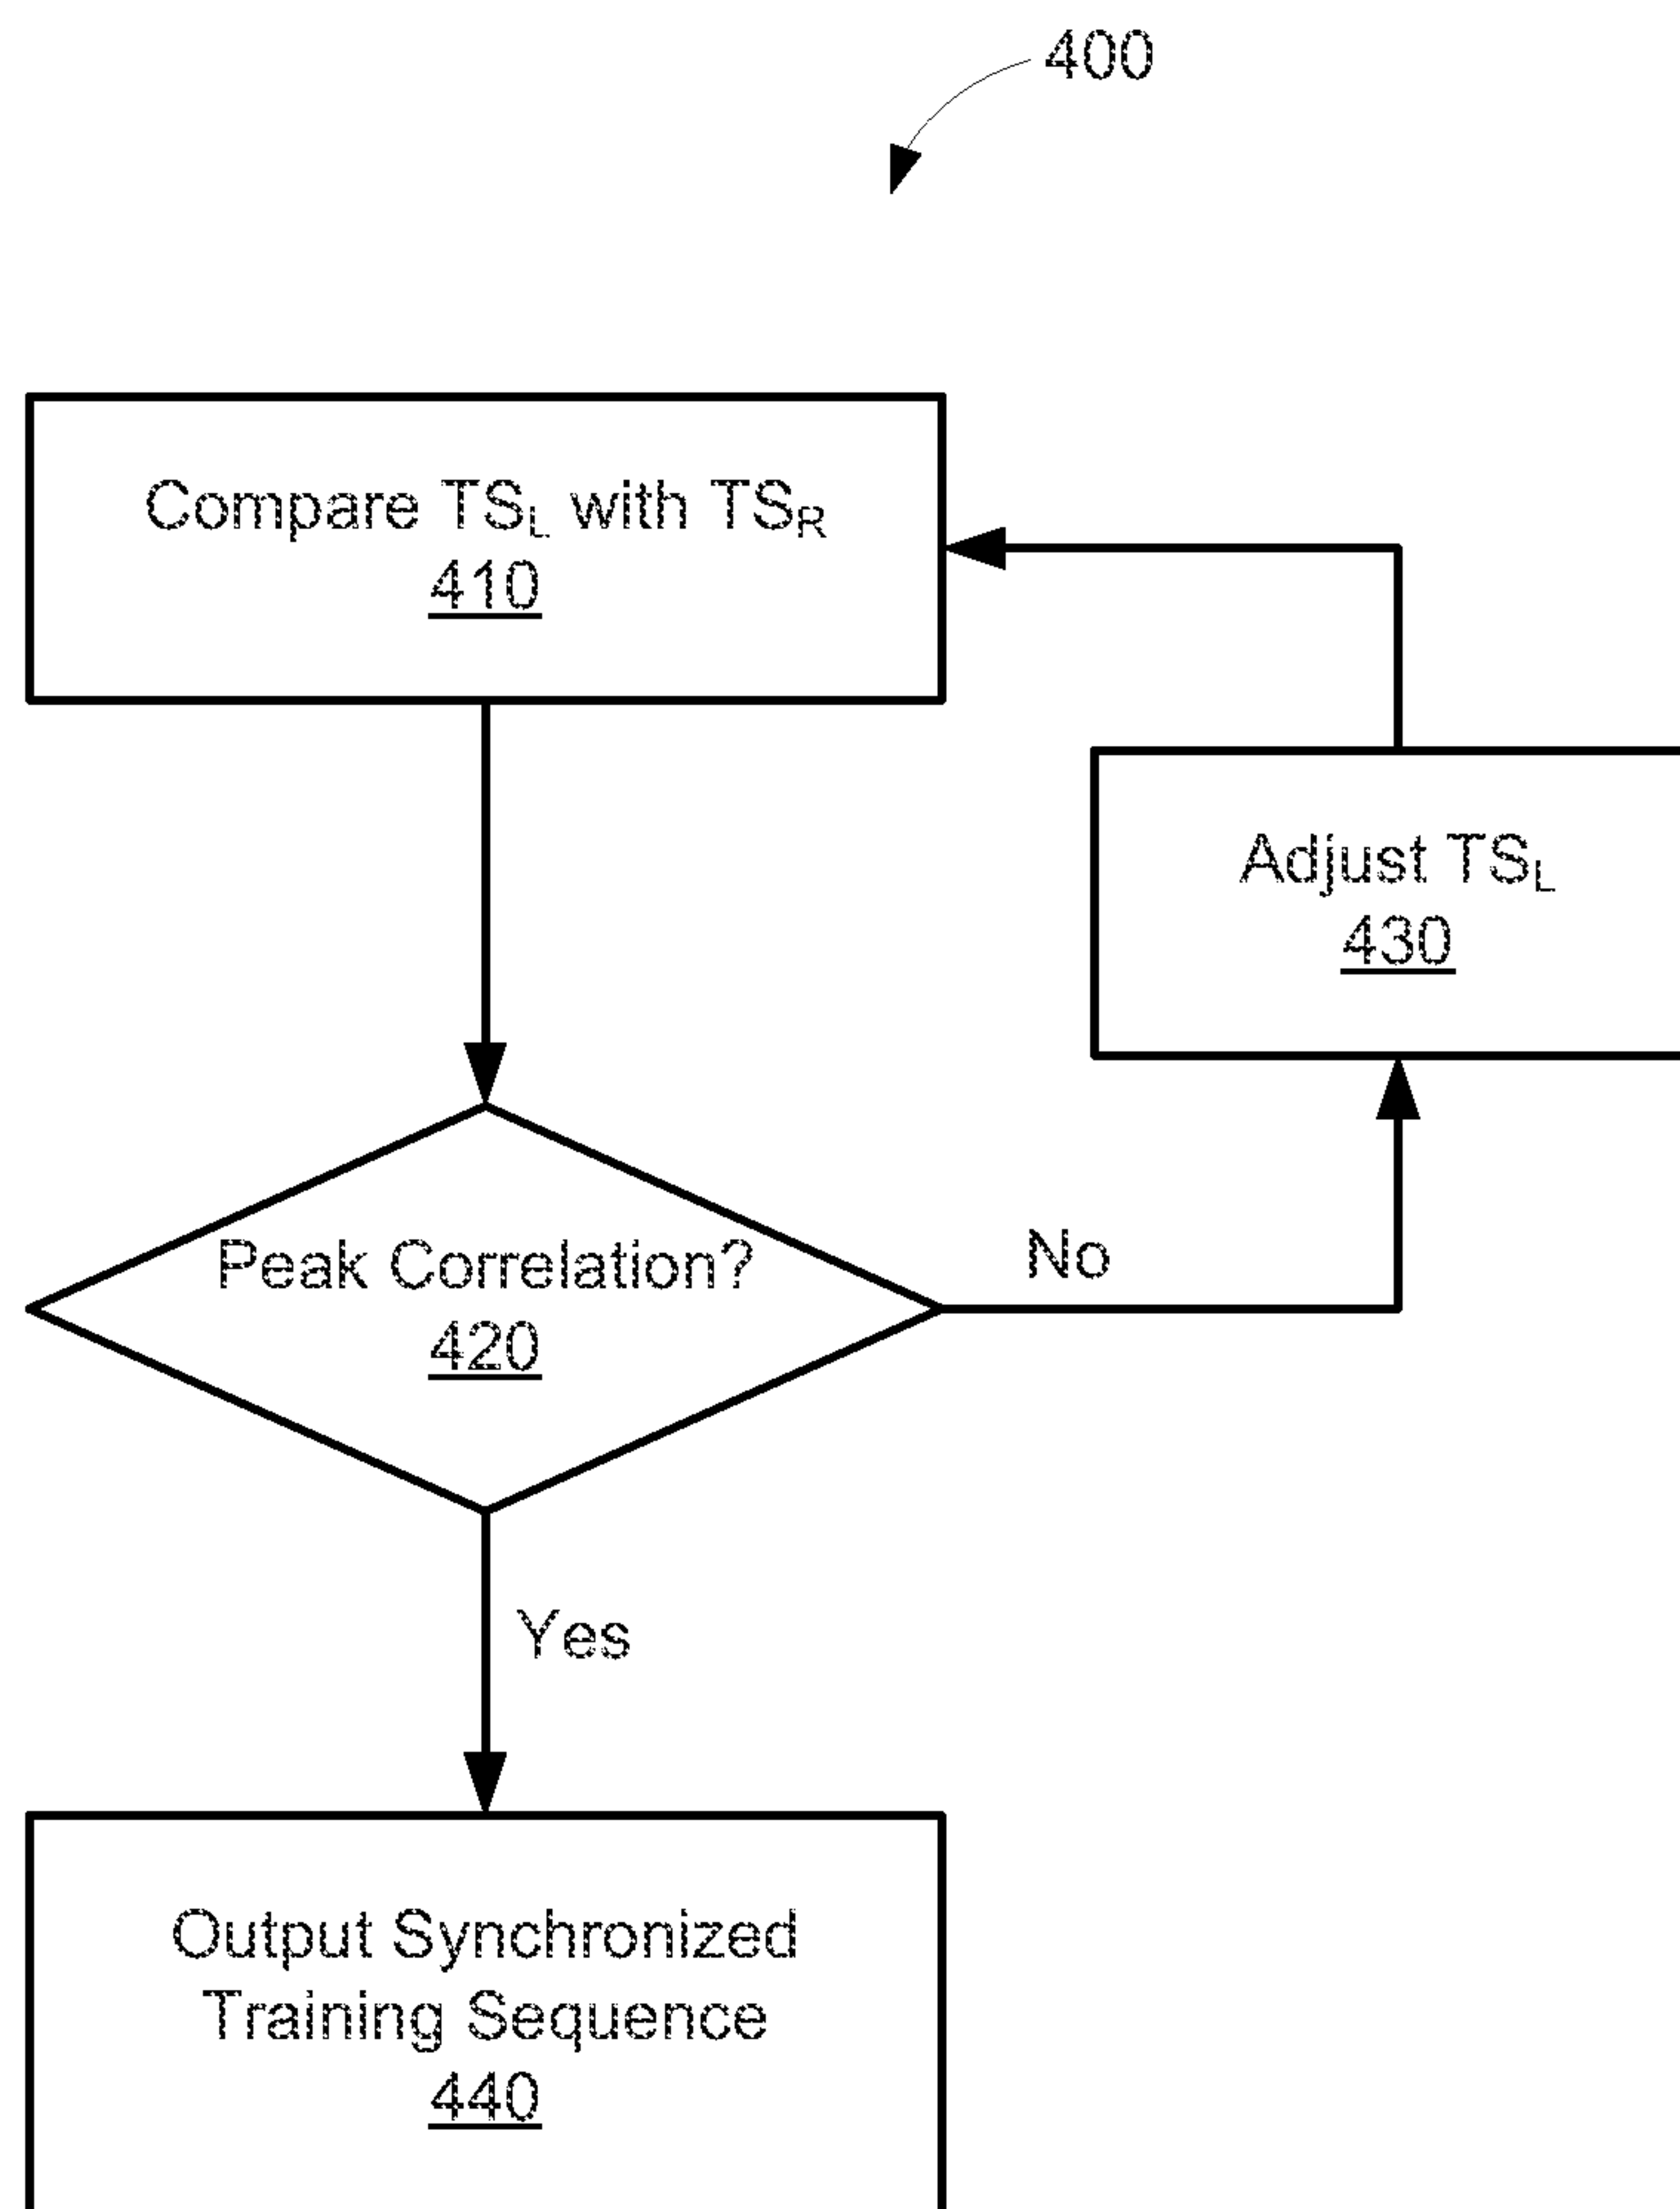 400
Compare TSL with TSR
410
Adjust TSL
430
Peak Correlation?
420
No
Yes
Output Synchronized
Training Sequence
440